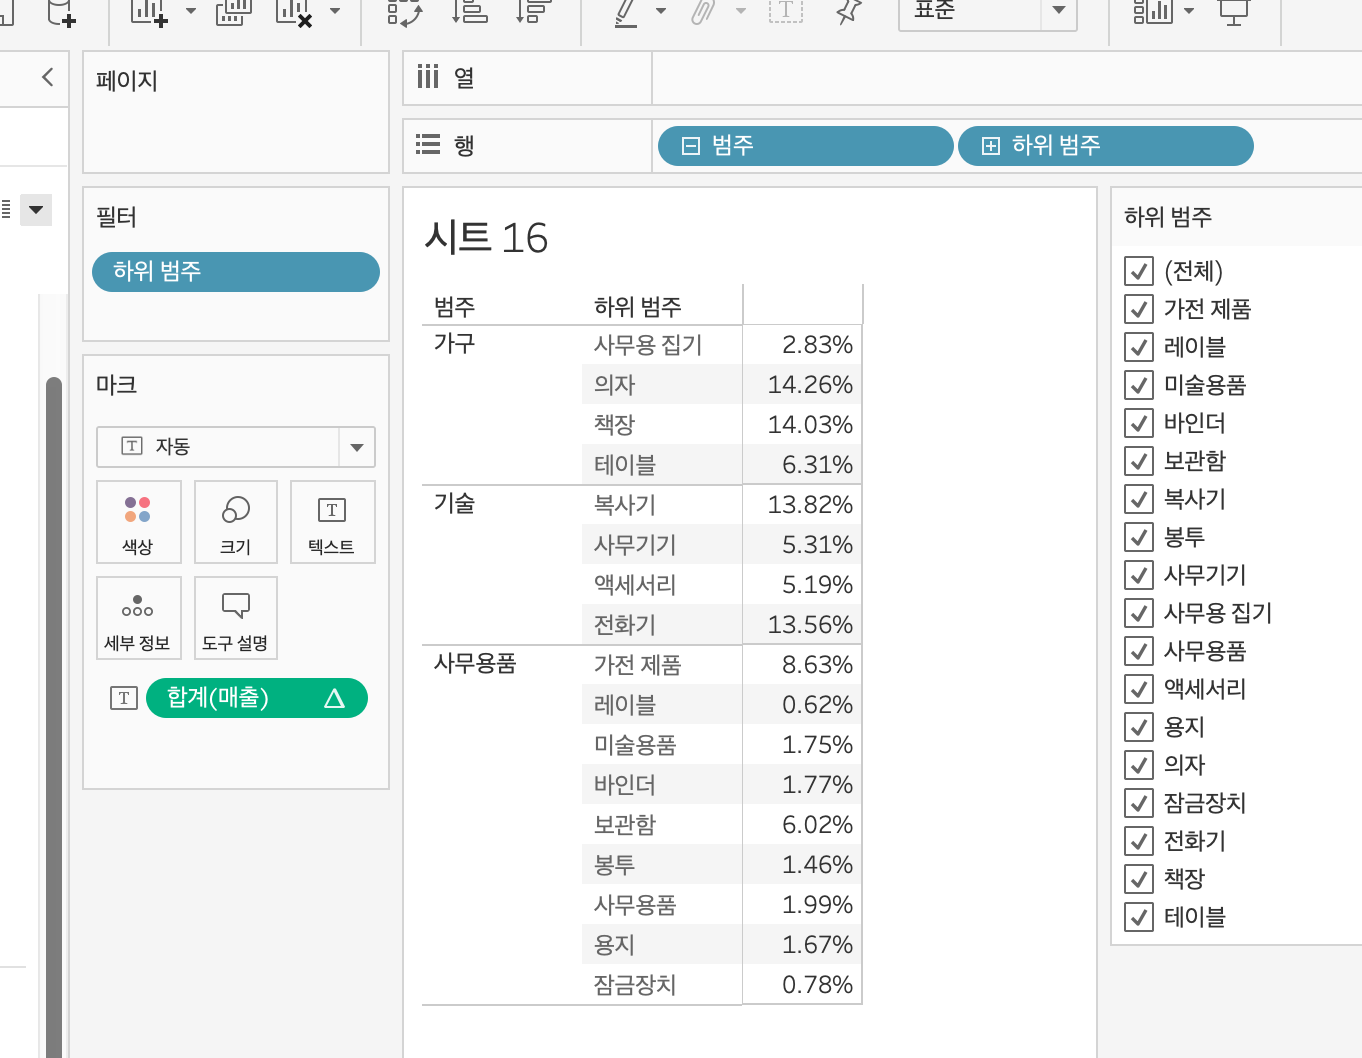 표준
페이지
열
행
범주
하위 범주
필터
하위 범주
마크
자동
색상
크기
텍스트
세부 정보
도구 설명
합계(매출)
시트 16
범주 하위 범주
가구 사무용 집기 2.83%
의자 14.26%
책장 14.03%
테이블 6.31%
기술 복사기 13.82%
사무기기 5.31%
액세서리 5.19%
전화기 13.56%
사무용품 가전 제품 8.63%
레이블 0.62%
미술용품 1.75%
바인더 1.77%
보관함 6.02%
봉투 1.46%
사무용품 1.99%
용지 1.67%
잠금장치 0.78%
하위 범주
(전체)
가전 제품
레이블
미술용품
바인더
보관함
복사기
봉투
사무기기
사무용 집기
사무용품
액세서리
용지
의자
잠금장치
전화기
책장
테이블